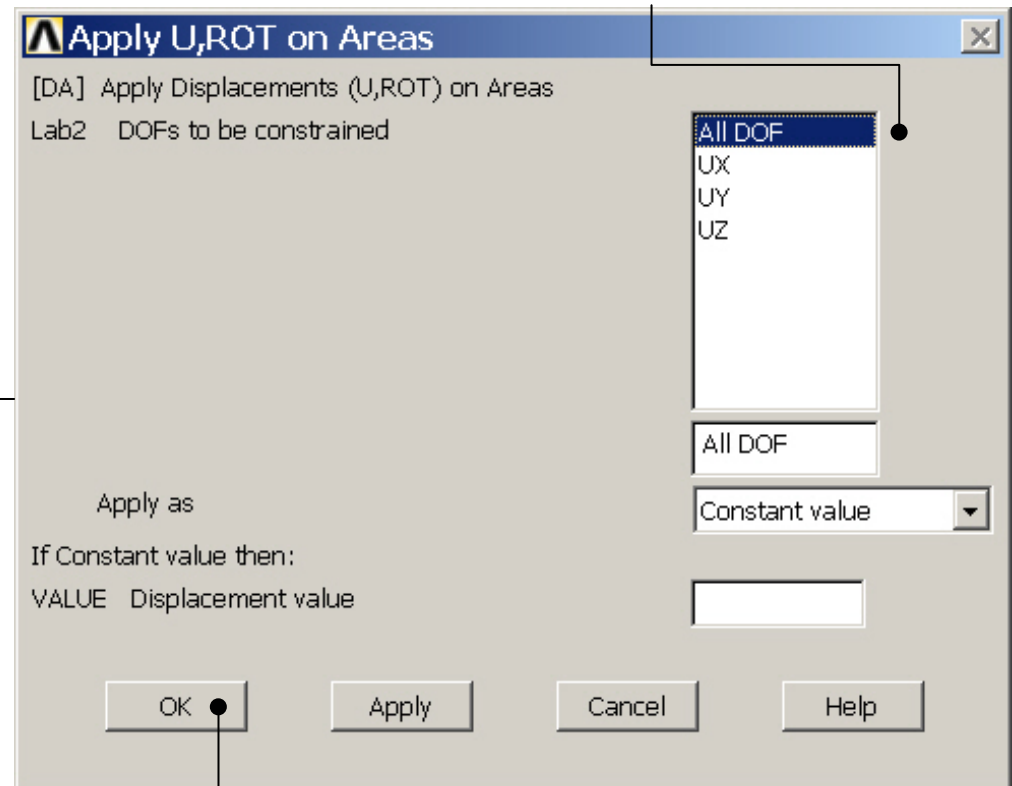 Apply U,ROT on Areas
[DA] Apply Displacements (U,ROT) on Areas
Lab2 DOFs to be constrained
All DOF
UX
UY
UZ
All DOF
Apply as
Constant value
If Constant value then:
VALUE Displacement value
OK
Apply
Cancel
Help